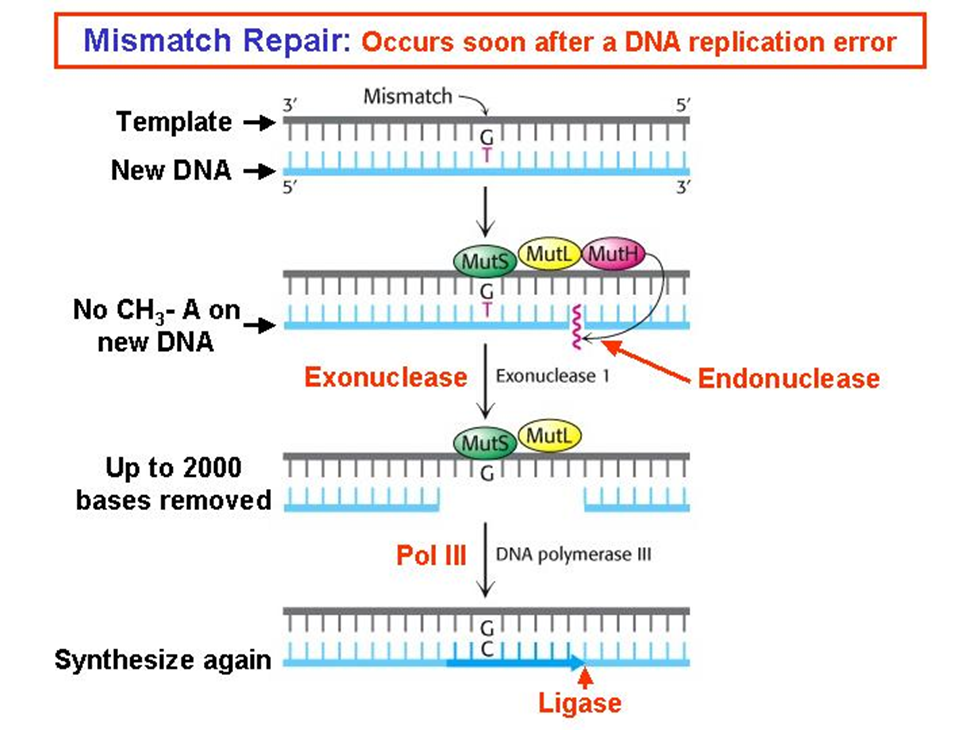 Mismatch Repair: Occurs soon after a DNA replication error
3′ Mismatch 5′
Template
G
T
New DNA
5′ 3′
MutS MutL MutH
G
T
No CH₃- A on
new DNA
Exonuclease Exonuclease 1 Endonuclease
MutS MutL
G
Up to 2000
bases removed
Pol III DNA polymerase III
G
C
Synthesize again
Ligase